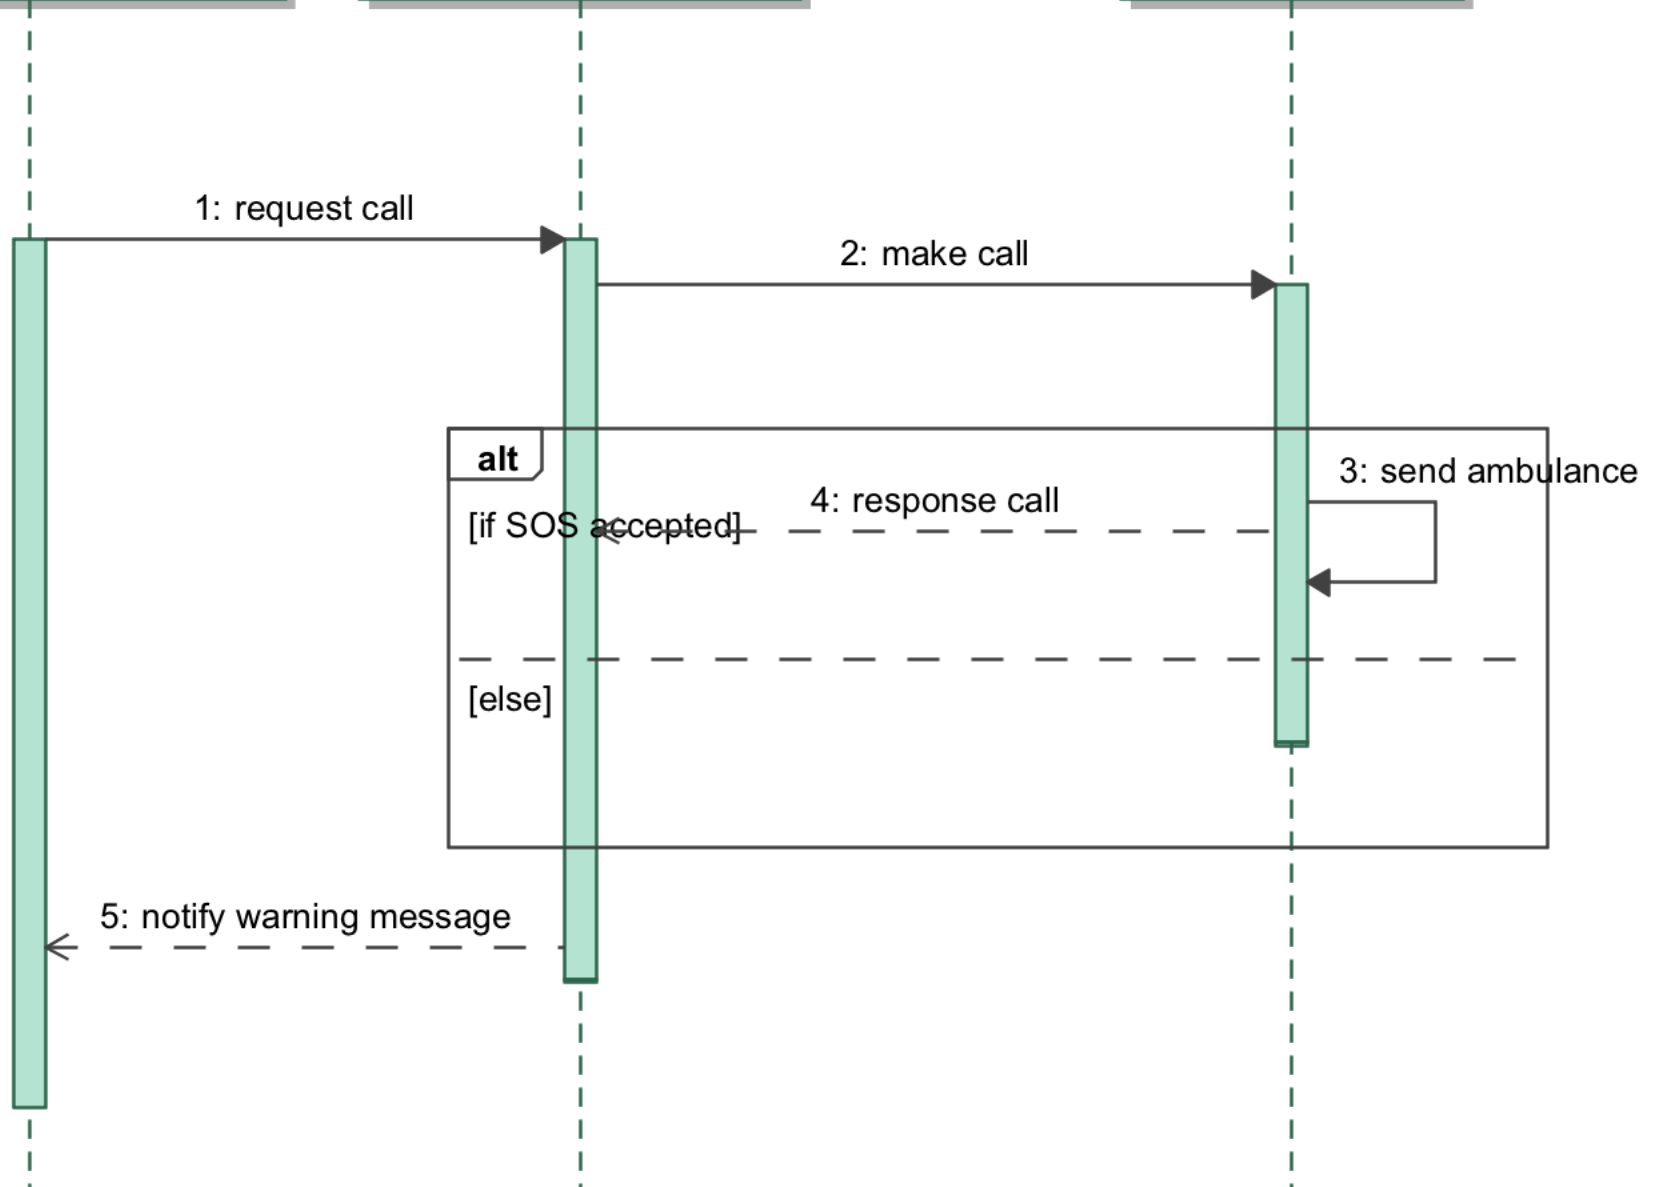 1: request call
2: make call
alt
3: send ambulance
4: response call
[if SOS accepted]
[else]
5: notify warning message